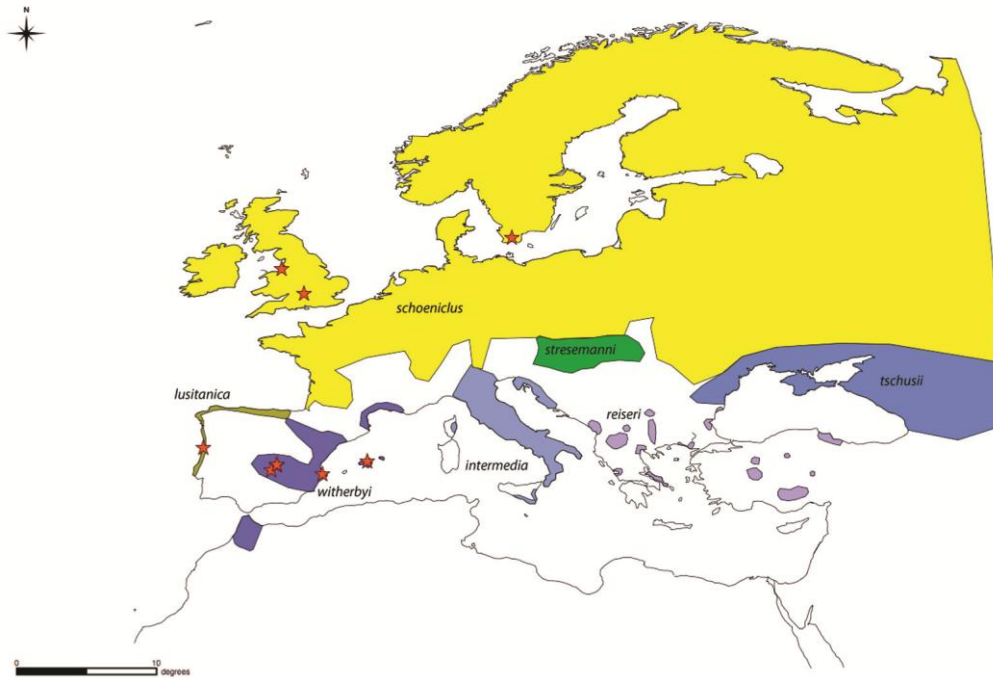 N
schoeniclus
stresemanni
tschusii
lusitanica
reiseri
intermedia
witherbyi
0 10
degrees